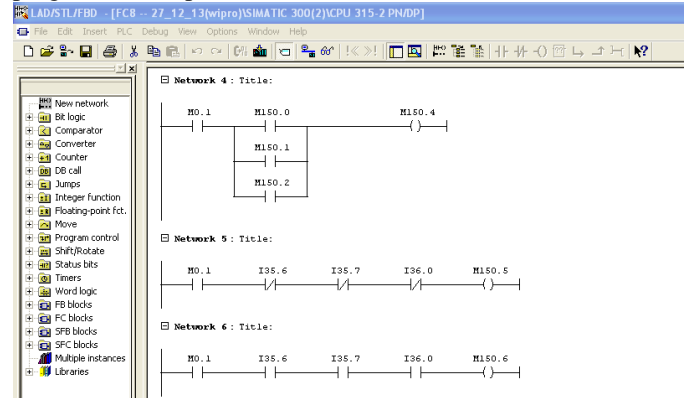 LAD/STL/FBD - [FC8 -- 27_12_13(wipro)\SIMATIC 300(2)\CPU 315-2 PN/DP]
File Edit Insert PLC Debug View Options Window Help
New network
Bit logic
Comparator
Converter
Counter
DB call
Jumps
Integer function
Floating-point fct.
Move
Program control
Shift/Rotate
Status bits
Timers
Word logic
FB blocks
FC blocks
SFB blocks
SFC blocks
Multiple instances
Libraries
Network 4 : Title:
M0.1 M150.0 M150.4
M150.1
M150.2
Network 5 : Title:
M0.1 I35.6 I35.7 I36.0 M150.5
Network 6 : Title:
M0.1 I35.6 I35.7 I36.0 M150.6